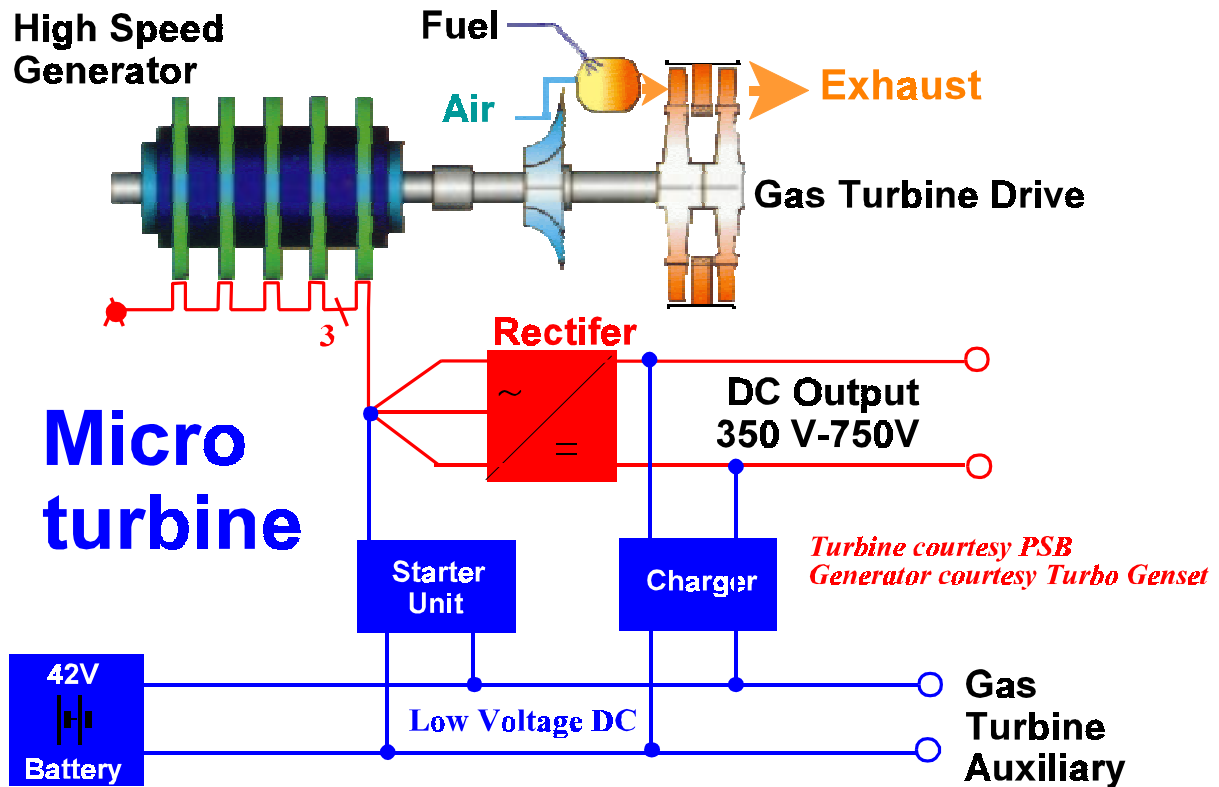 High Speed
Generator
Fuel
Air
Exhaust
Gas Turbine Drive
3
Rectifer
~
=
DC Output
350 V-750V
Micro
turbine
Starter
Unit
Charger
Turbine courtesy PSB
Generator courtesy Turbo Genset
42V
Battery
Low Voltage DC
Gas
Turbine
Auxiliary